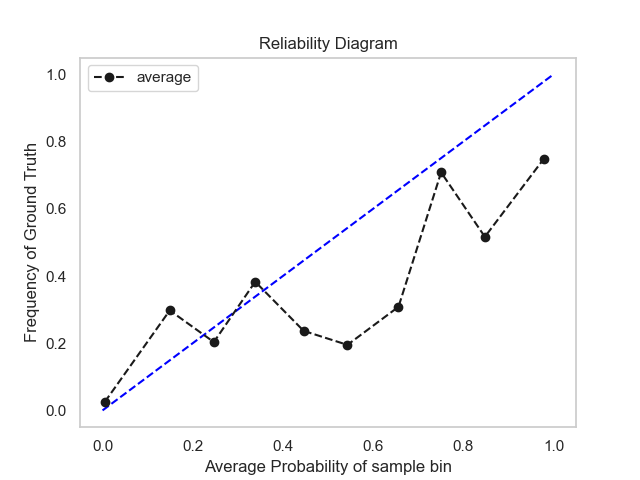 Reliability Diagram
average
Frequency of Ground Truth
1.0
0.8
0.6
0.4
0.2
0.0
0.0 0.2 0.4 0.6 0.8 1.0
Average Probability of sample bin